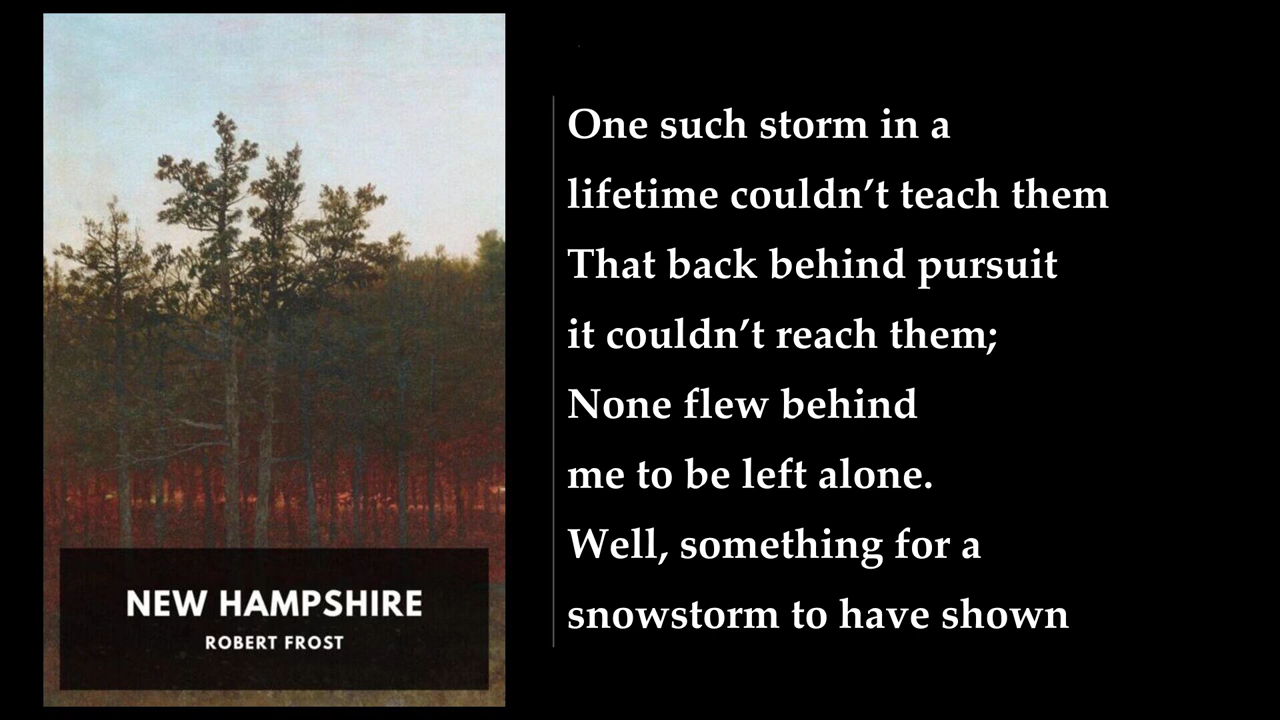 NEW HAMPSHIRE
ROBERT FROST
One such storm in a
lifetime couldn’t teach them
That back behind pursuit
it couldn’t reach them;
None flew behind
me to be left alone.
Well, something for a
snowstorm to have shown